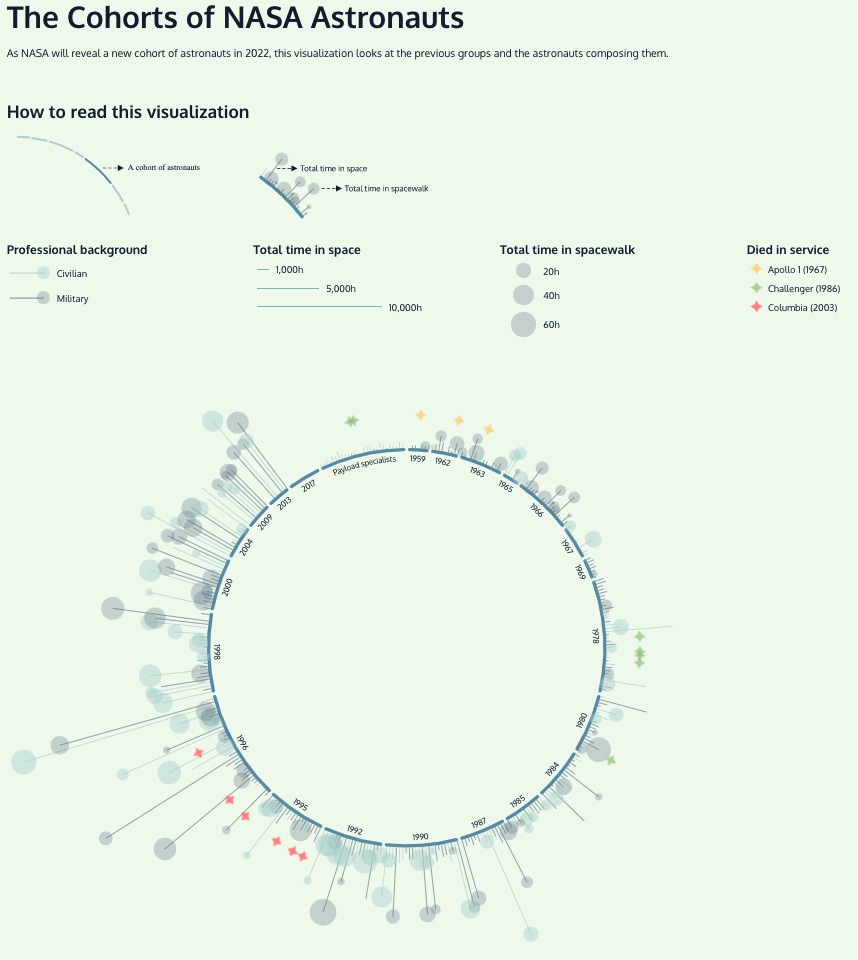 The Cohorts of NASA Astronauts
As NASA will reveal a new cohort of astronauts in 2022, this visualization looks at the previous groups and the astronauts composing them.
How to read this visualization
A cohort of astronauts
Total time in space
Total time in spacewalk
Professional background
Civilian
Military
Total time in space
1,000h
5,000h
10,000h
Total time in spacewalk
20h
40h
60h
Died in service
Apollo 1 (1967)
Challenger (1986)
Columbia (2003)
Payload specialists
1959
1962
1963
1965
1966
1967
1969
1978
1980
1984
1985
1987
1990
1992
1995
1996
1998
2000
2004
2009
2013
2017